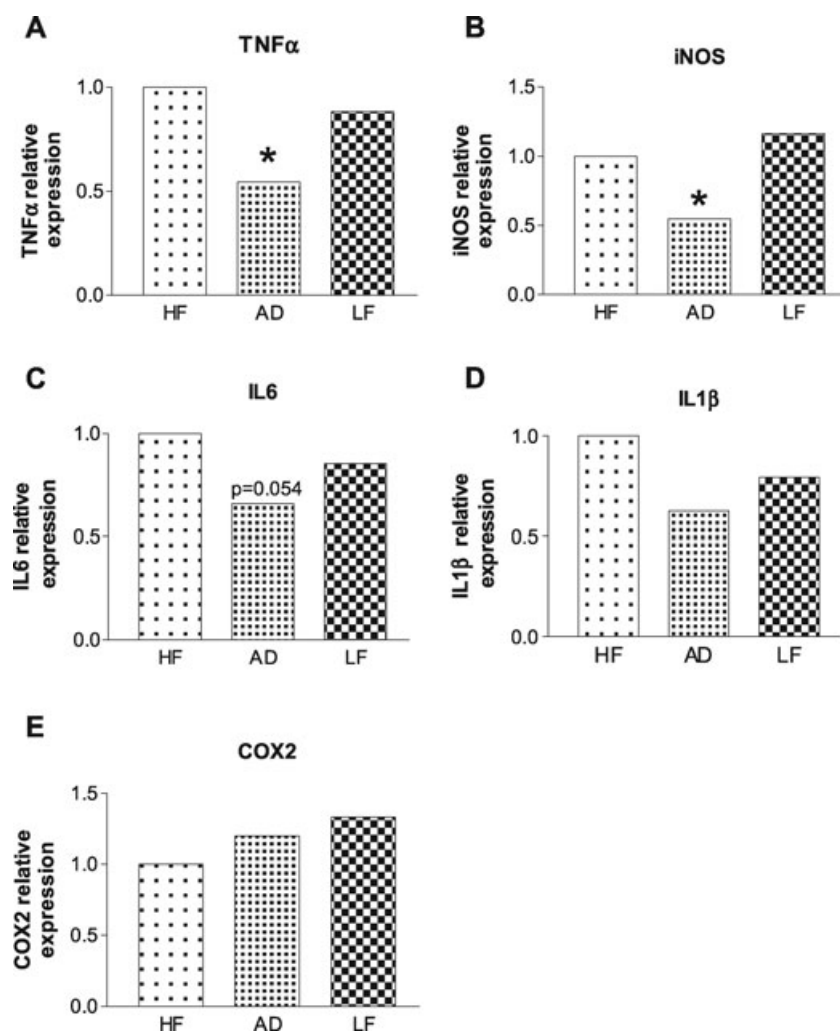 A
TNFα
TNFα relative
expression
1.0
0.5
0.0
*
HF AD LF
B
iNOS
iNOS relative
expression
1.5
1.0
0.5
0.0
*
HF AD LF
C
IL6
IL6 relative
expression
1.0
0.5
0.0
p=0.054
HF AD LF
D
IL1β
IL1β relative
expression
1.0
0.5
0.0
HF AD LF
E
COX2
COX2 relative
expression
1.5
1.0
0.5
0.0
HF AD LF